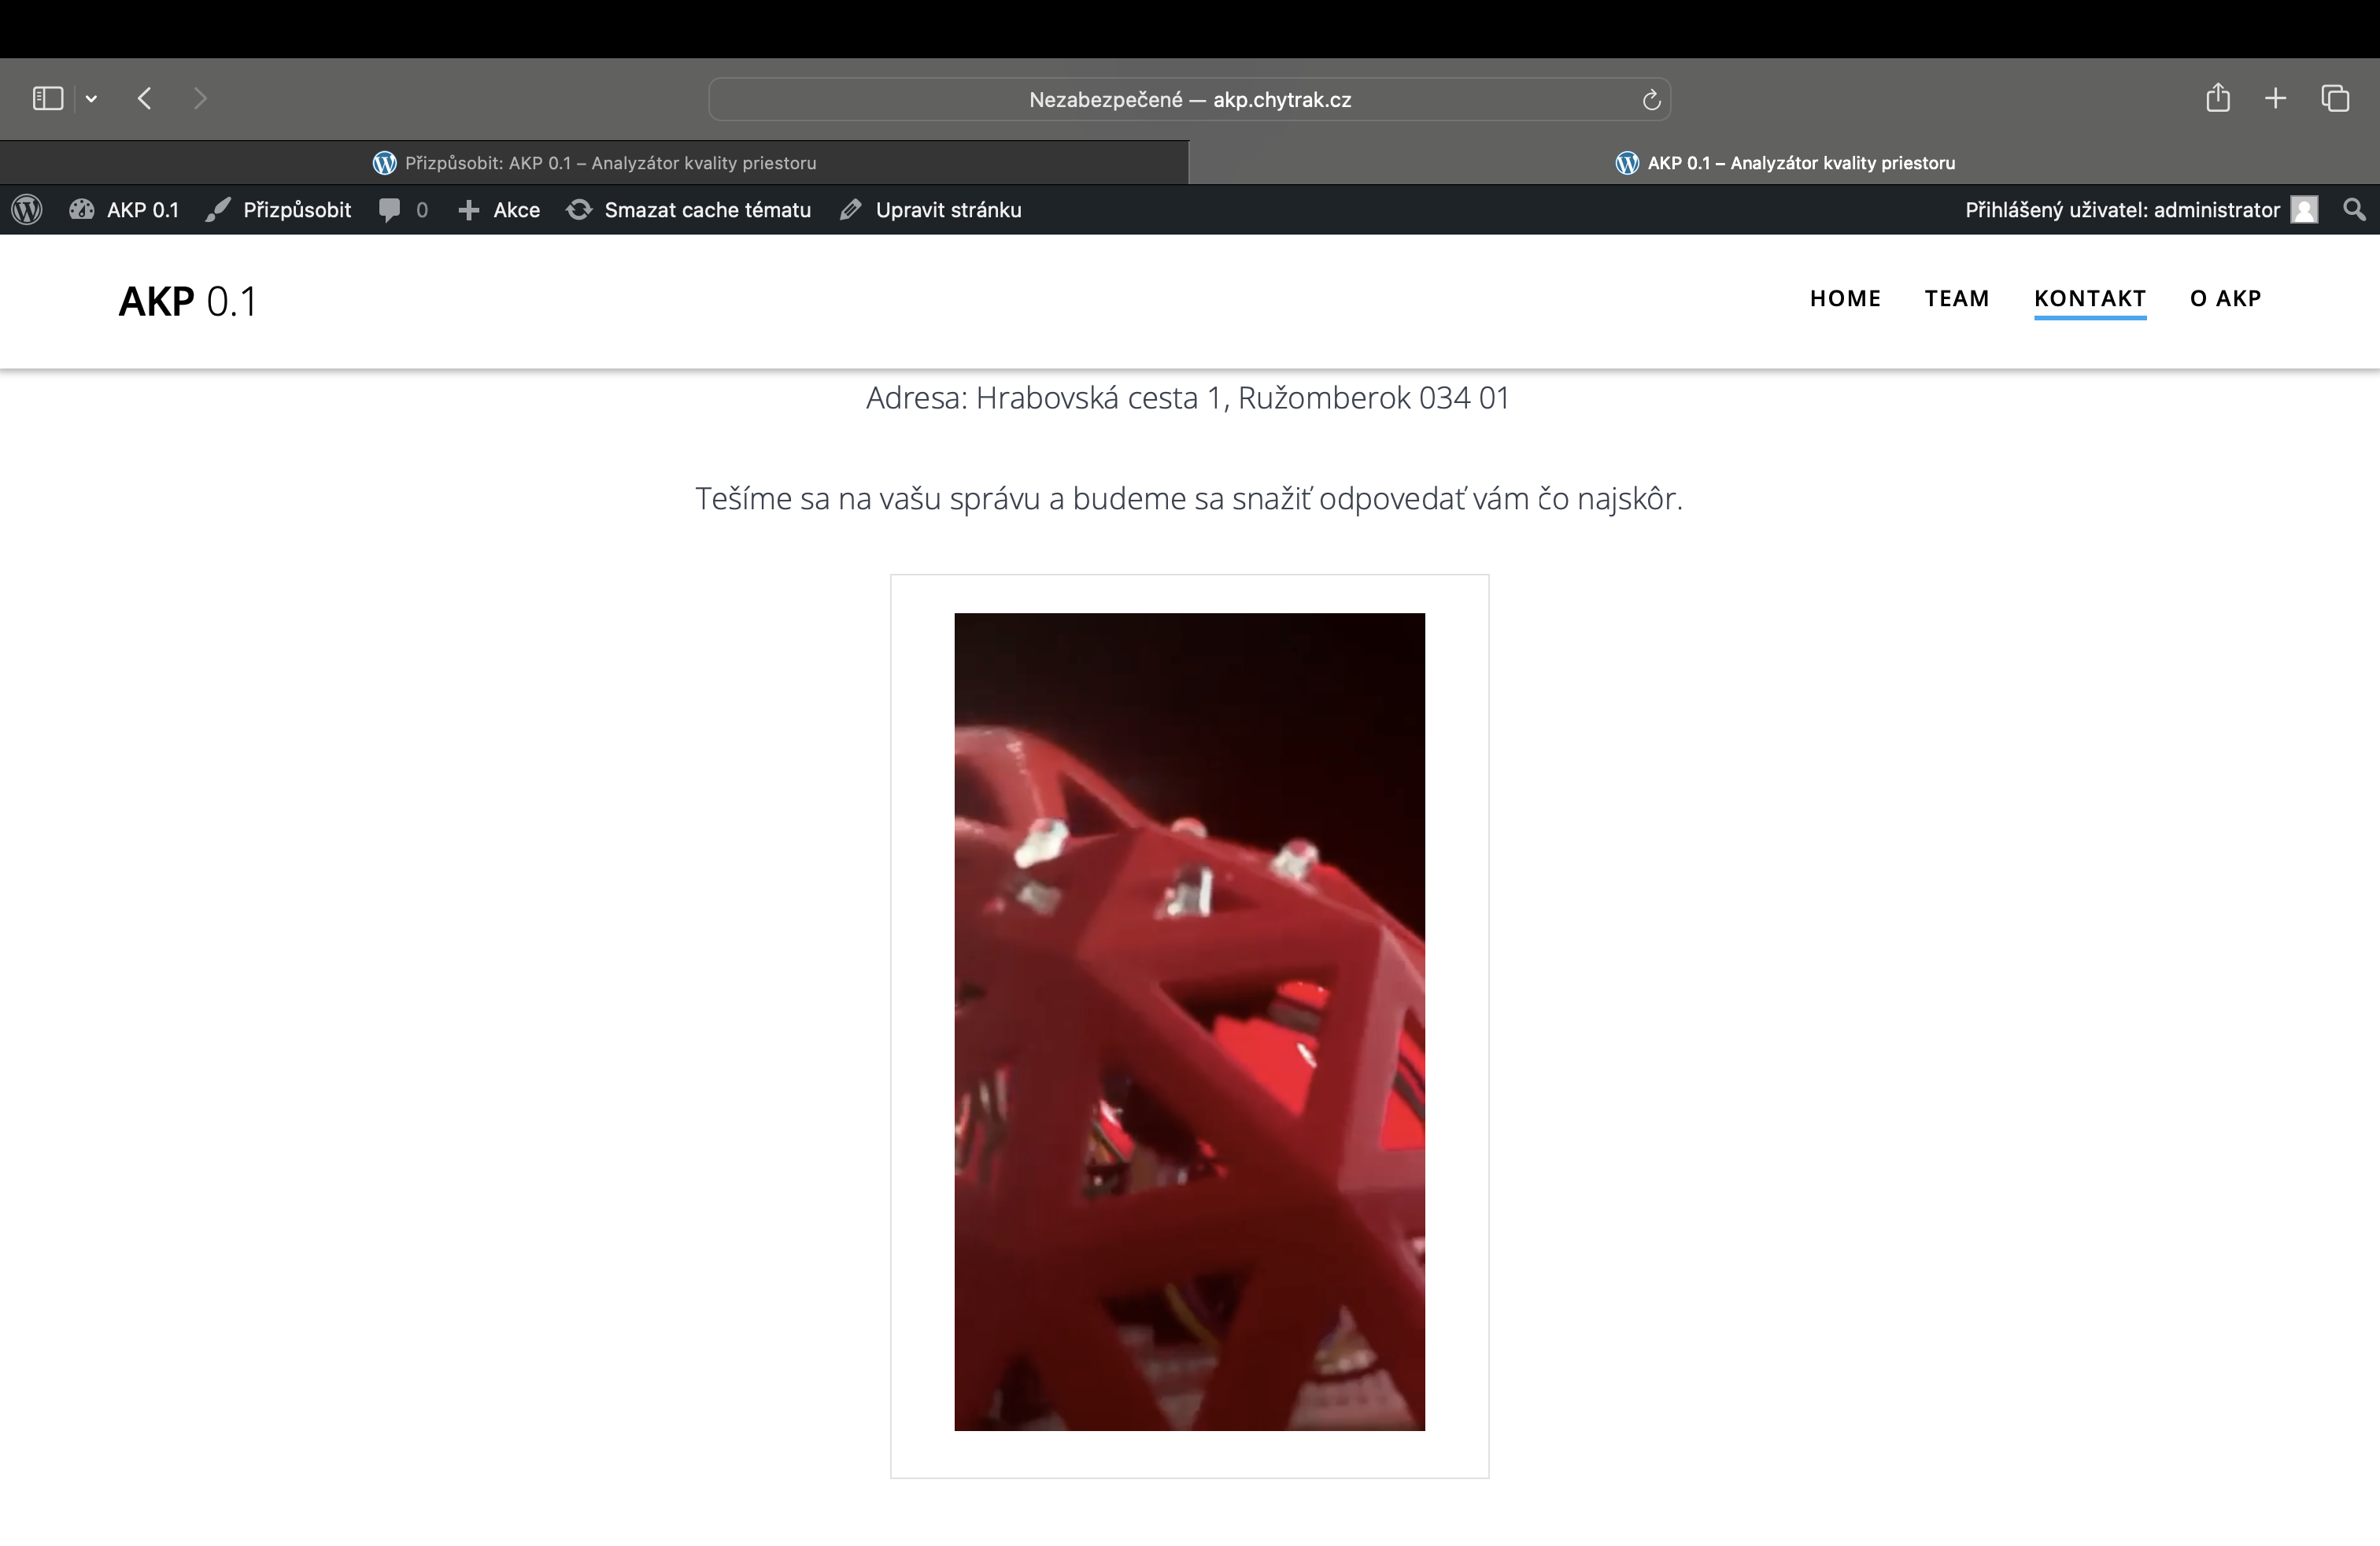 Nezabezpečené — akp.chytrak.cz
Přizpůsobit: AKP 0.1 – Analyzátor kvality priestoru
AKP 0.1 – Analyzátor kvality priestoru
AKP 0.1 Přizpůsobit 0 Akce Smazat cache tématu Upravit stránku Přihlášený uživatel: administrator
AKP 0.1
HOME TEAM KONTAKT O AKP
Adresa: Hrabovská cesta 1, Ružomberok 034 01
Tešíme sa na vašu správu a budeme sa snažiť odpovedať vám čo najskôr.